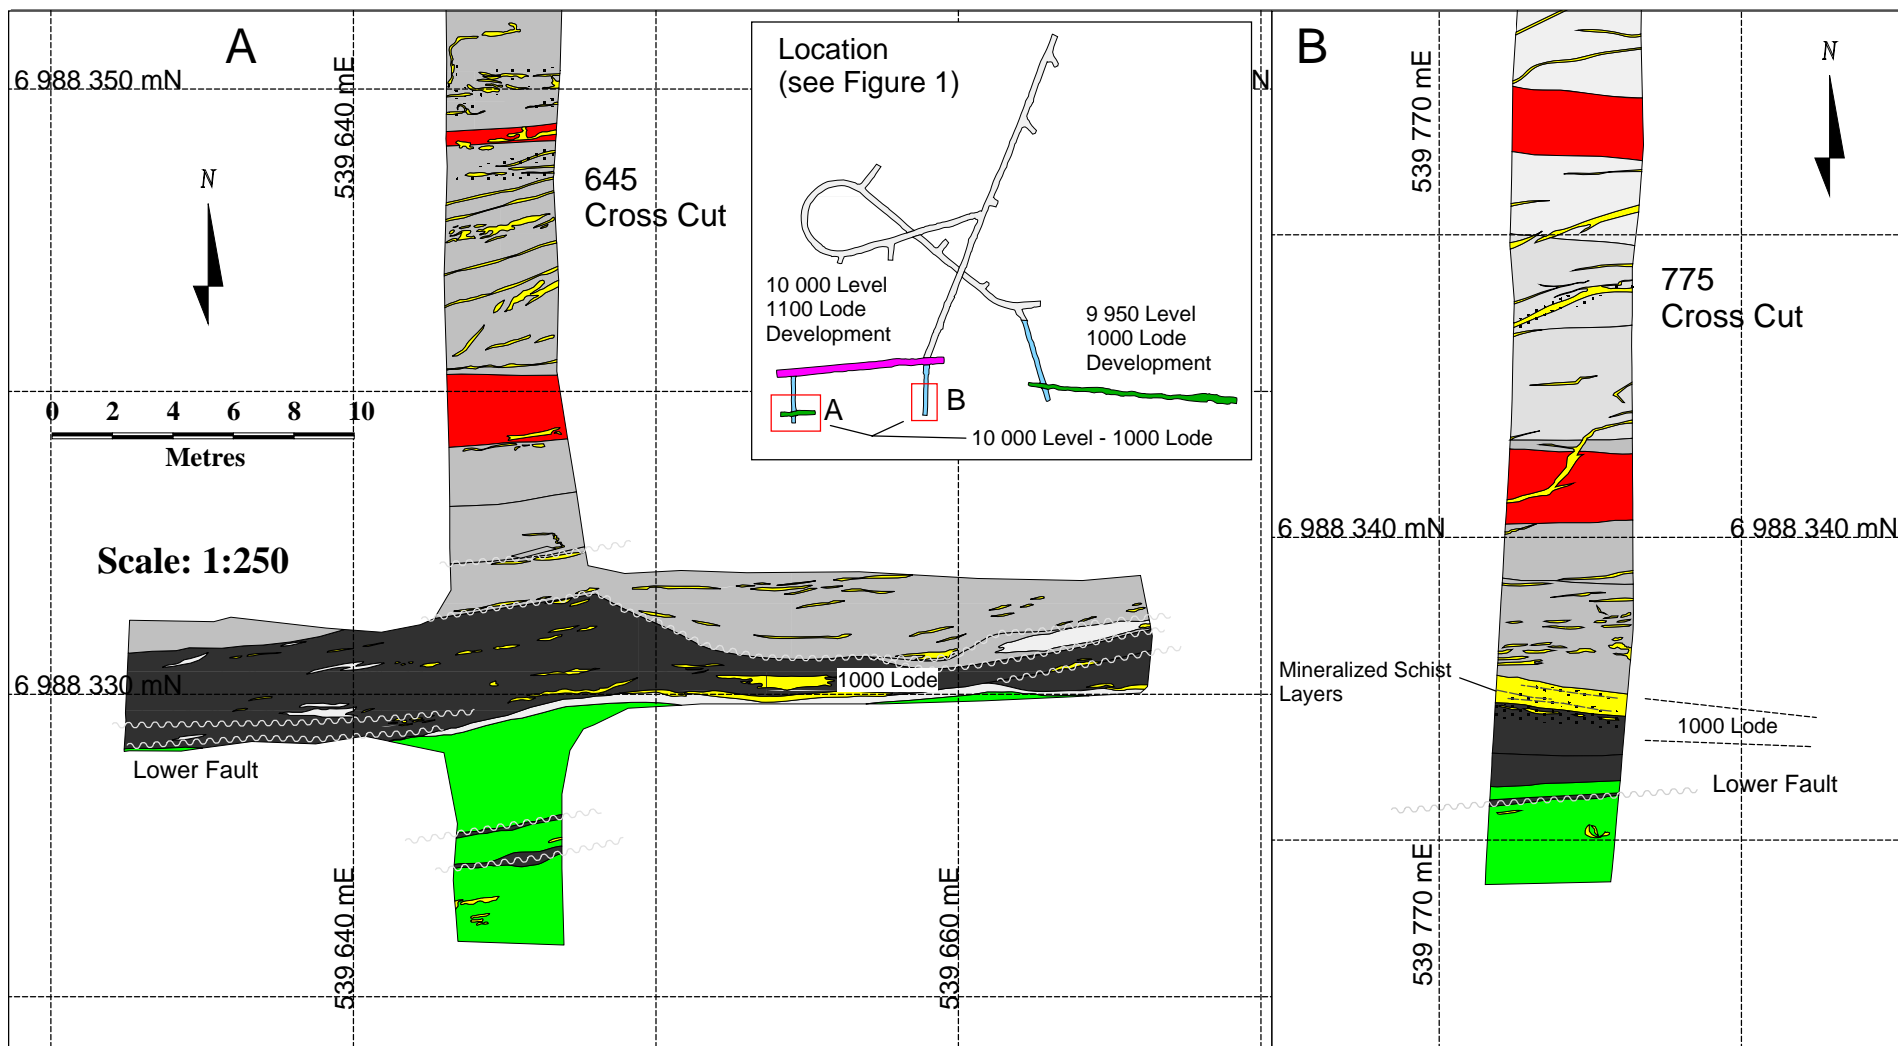 A
6 988 350 mN
539 640 mE
N
645
Cross Cut
0 2 4 6 8 10
Metres
Scale: 1:250
6 988 330 mN
Lower Fault
1000 Lode
539 640 mE
539 660 mE
Location
(see Figure 1)
10 000 Level
1100 Lode
Development
9 950 Level
1000 Lode
Development
A
B
10 000 Level - 1000 Lode
N
B
539 770 mE
N
775
Cross Cut
6 988 340 mN
6 988 340 mN
Mineralized Schist
Layers
1000 Lode
Lower Fault
539 770 mE